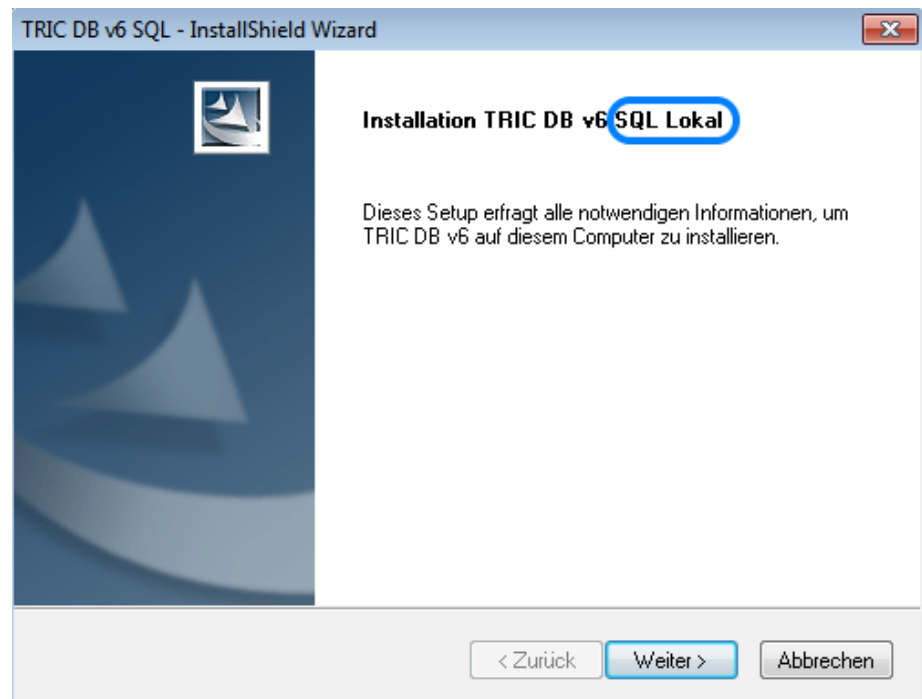 TRIC DB v6 SQL - InstallShield Wizard
Installation TRIC DB v6 SQL Lokal
Dieses Setup erfragt alle notwendigen Informationen, um
TRIC DB v6 auf diesem Computer zu installieren.
< Zurück Weiter > Abbrechen